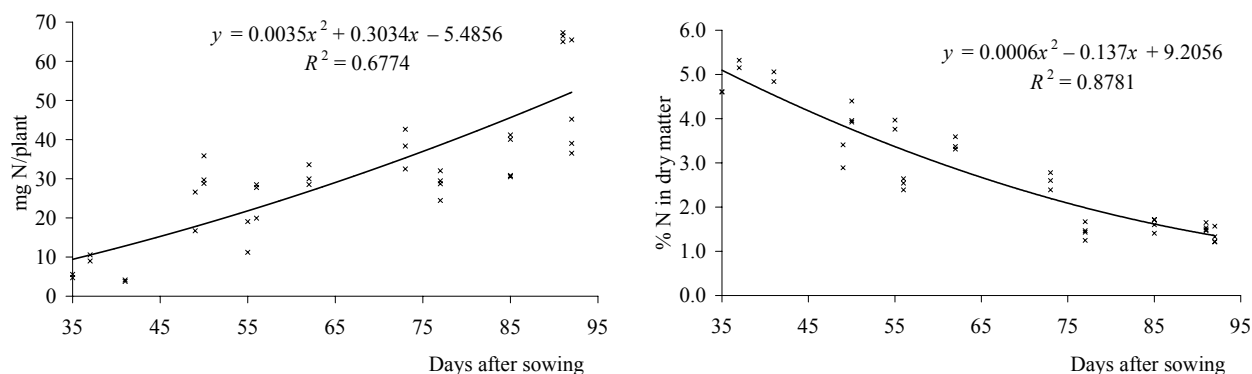 y = 0.0035x² + 0.3034x – 5.4856
R² = 0.6774
mg N/plant
70
60
50
40
30
20
10
0
35 45 55 65 75 85 95
Days after sowing
y = 0.0006x² – 0.137x + 9.2056
R² = 0.8781
% N in dry matter
6.0
5.0
4.0
3.0
2.0
1.0
0.0
35 45 55 65 75 85 95
Days after sowing